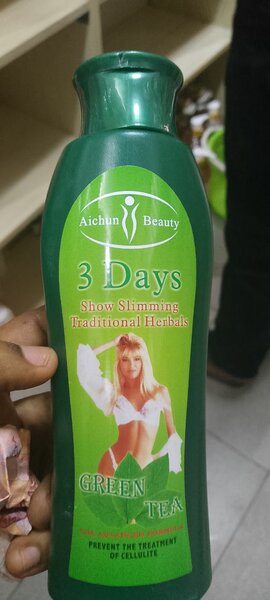 Aichun Beauty
3 Days
Show Slimming
Traditional Herbals
GREEN
TEA
PREVENT THE TREATMENT
OF CELLULITE